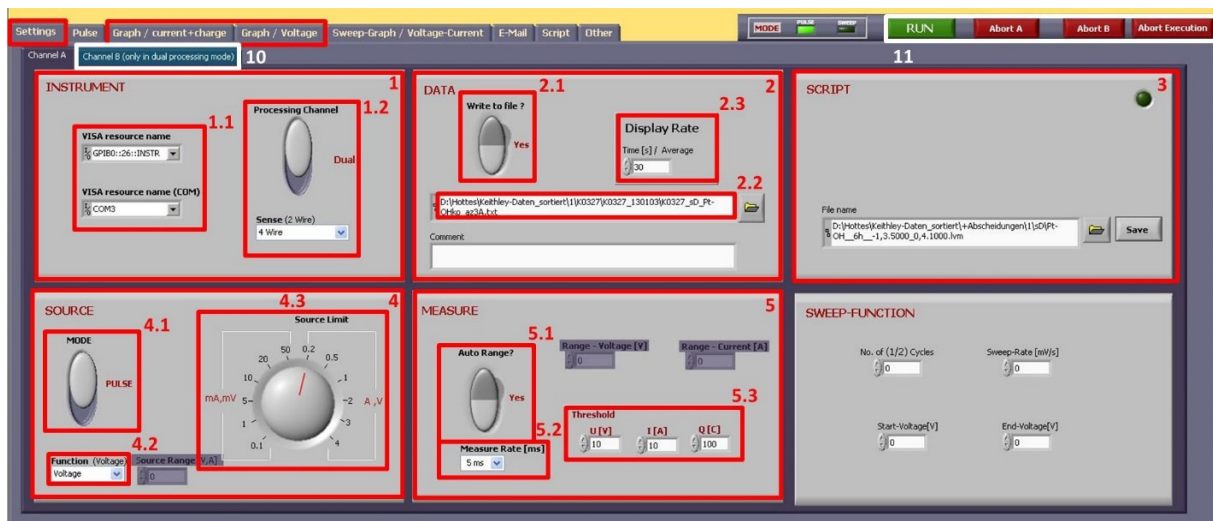 Settings
Pulse
Graph / current+charge
Graph / Voltage
Sweep-Graph / Voltage-Current
E-Mail
Script
Other
MODE
PULSE
SWEEP
RUN
Abort A
Abort B
Abort Execution
Channel A
Channel B (only in dual processing mode)
10
11
INSTRUMENT
1
1.1
VISA resource name
GPIB0::26::INSTR
VISA resource name (COM)
COM3
1.2
Processing Channel
Dual
Sense (2 Wire)
4 Wire
DATA
2
2.1
Write to file ?
Yes
2.3
Display Rate
Time [s] / Average
30
2.2
D:\Hottes\Keithley-Daten_sortiert\1\K0327\K0327_130103\K0327_sD_Pt-
OHko_az3A.txt
Comment
SCRIPT
3
File name
D:\Hottes\Keithley-Daten_sortiert\+Abscheidungen\1\sD\Pt-
OH__6h__-1,3.5000_0,4.1000.lvm
Save
SOURCE
4
4.1
MODE
PULSE
4.2
Function (Voltage)
Voltage
Source Range [V,A]
0
4.3
Source Limit
mA,mV
0.1
1
5
10
20
50
0.2
0.5
1
2
3
4
A ,V
MEASURE
5
5.1
Auto Range?
Yes
Range - Voltage [V]
0
Range - Current [A]
0
5.2
Measure Rate [ms]
5 ms
5.3
Threshold
U [V]
I [A]
Q [C]
10
10
100
SWEEP-FUNCTION
No. of (1/2) Cycles
0
Sweep-Rate [mV/s]
0
Start-Voltage[V]
0
End-Voltage[V]
0